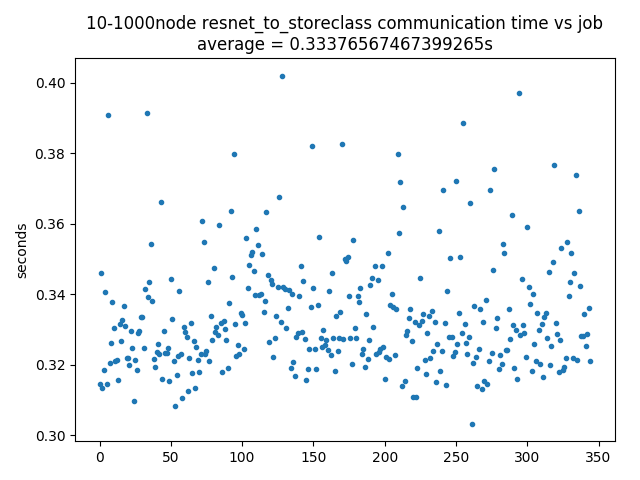 10-1000node resnet_to_storeclass communication time vs job
average = 0.33376567467399265s
0.40
0.38
0.36
seconds
0.34
0.32
0.30
0 50 100 150 200 250 300 350